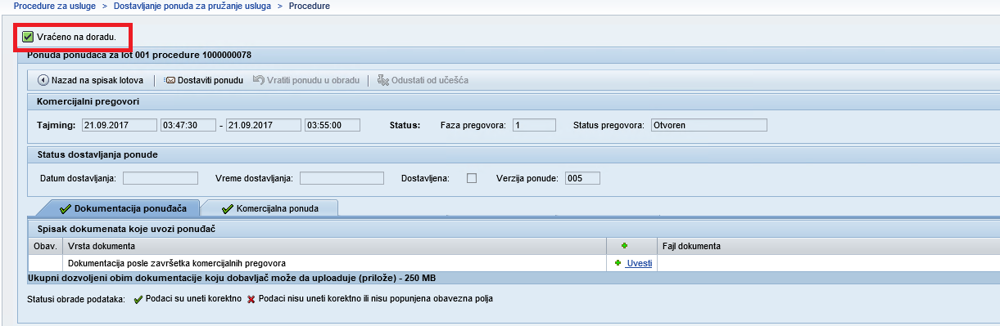 Procedure za usluge > Dostavljanje ponuda za pružanje usluga > Procedure
Vraćeno na doradu.
Ponuda ponuđača za lot 001 procedure 1000000078
Nazad na spisak lotova Dostaviti ponudu Vratiti ponudu u obradu Odustati od učešća
Komercijalni pregovori
Tajming: 21.09.2017 03:47:30 - 21.09.2017 03:55:00 Status: Faza pregovora: 1 Status pregovora: Otvoren
Status dostavljanja ponude
Datum dostavljanja: Vreme dostavljanja: Dostavljena: Verzija ponude: 005
Dokumentacija ponuđača Komercijalna ponuda
Spisak dokumenata koje uvozi ponuđač
Obav. Vrsta dokumenta Fajl dokumenta
Dokumentacija posle završetka komercijalnih pregovora Uvesti
Ukupni dozvoljeni obim dokumentacije koju dobavljač može da uploaduje (prilože) - 250 MB
Statusi obrade podataka: Podaci su uneti korektno Podaci nisu uneti korektno ili nisu popunjena obavezna polja